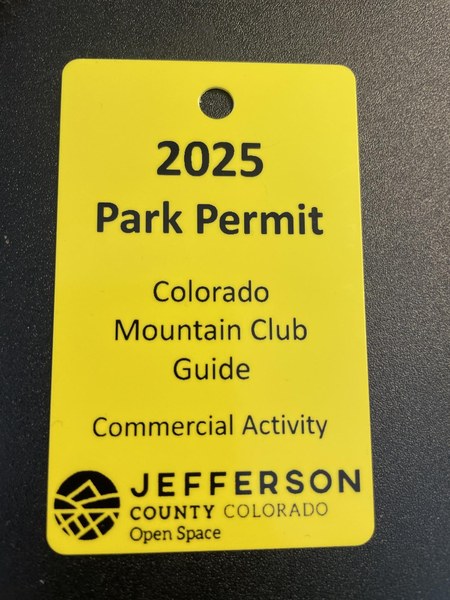 2025
Park Permit
Colorado
Mountain Club
Guide
Commercial Activity
JEFFERSON
COUNTY COLORADO
Open Space